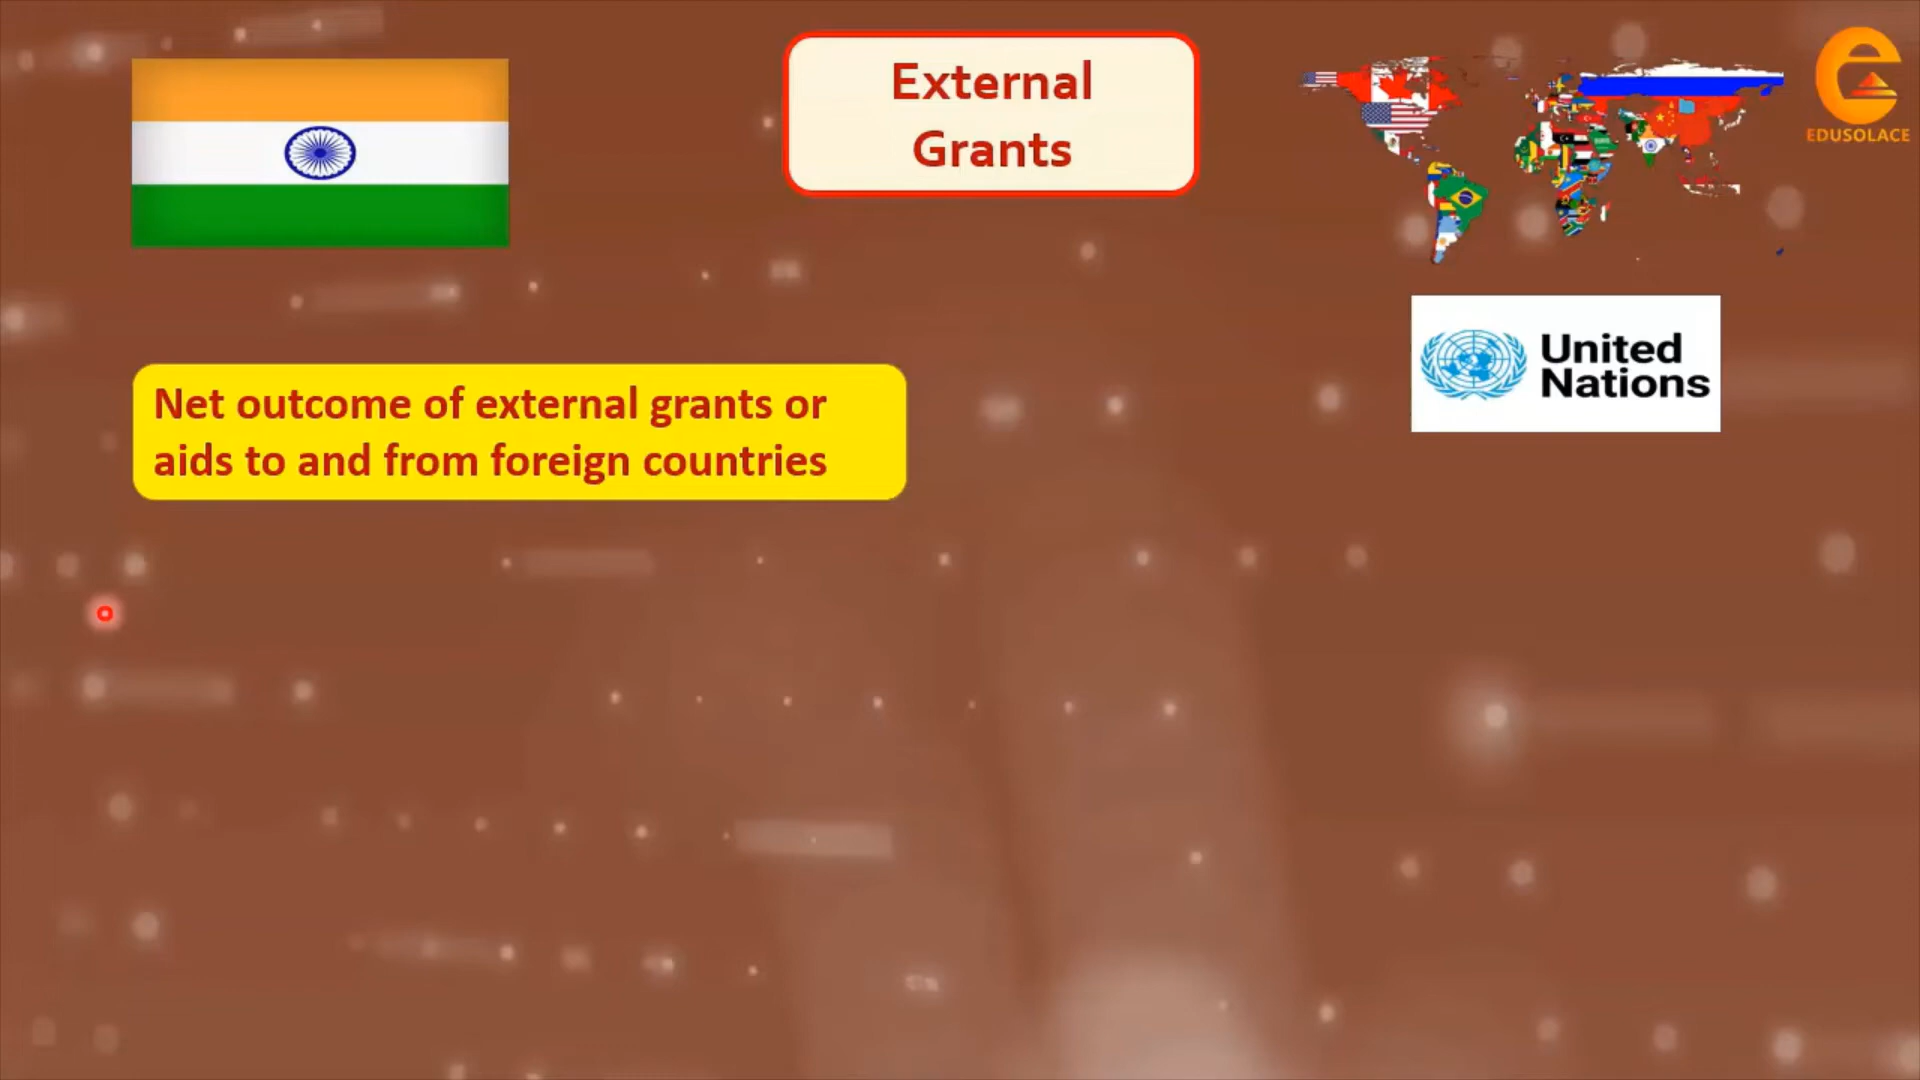 External
Grants
EDUSOLACE
United
Nations
Net outcome of external grants or
aids to and from foreign countries